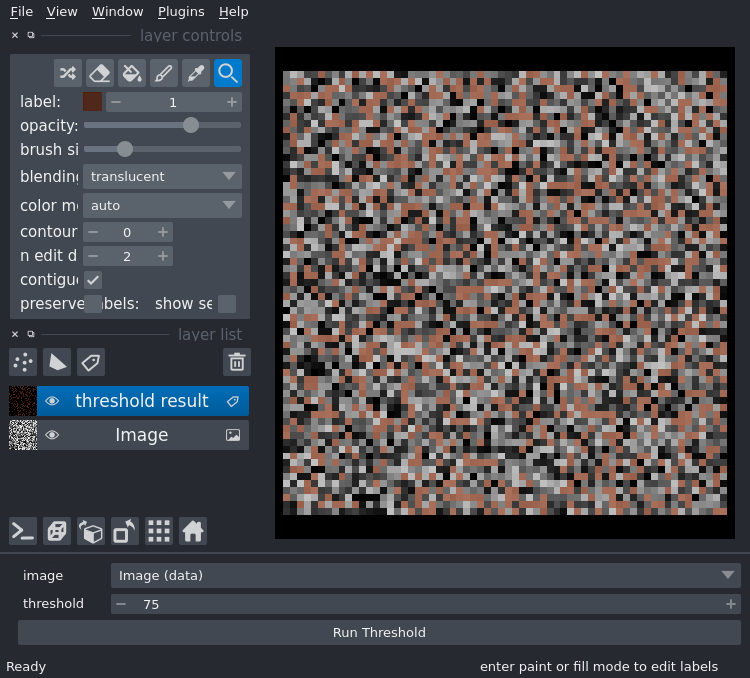 File View Window Plugins Help
layer controls
label: 1
opacity:
brush si
blending translucent
color m auto
contour 0
n edit d 2
contigu
preserve abels: show se
layer list
threshold result
Image
image Image (data)
threshold 75
Run Threshold
Ready enter paint or fill mode to edit labels